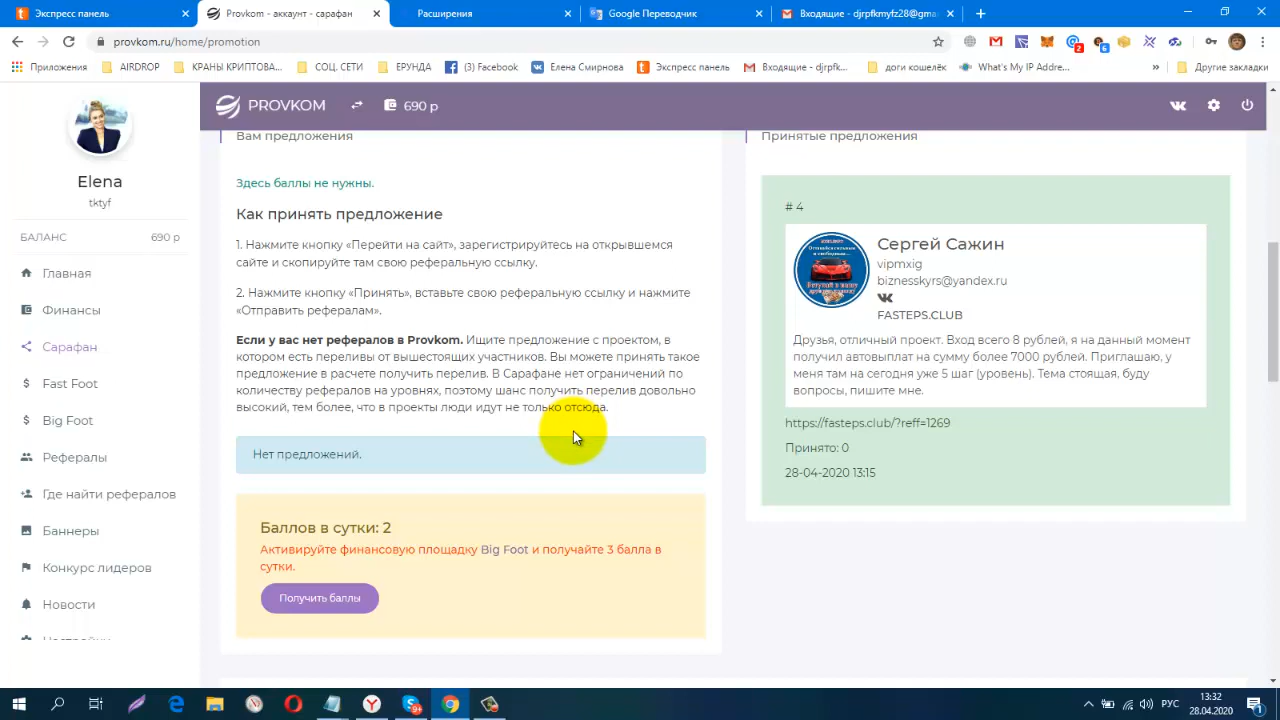 Экспресс панель
Provkom - аккаунт - сарафан
Расширения
Google Переводчик
Входящие - djrpfkmyfz28@gma
provkom.ru/home/promotion
Приложения
AIRDROP
КРАНЫ КРИПТОВА...
СОЦ. СЕТИ
ЕРУНДА
(3) Facebook
Елена Смирнова
Экспресс панель
Входящие - djrpfk...
доги кошелёк
What's My IP Addre...
»
Другие закладки
PROVKOM
690 р
Elena
tktyf
БАЛАНС 690 р
Главная
Финансы
Сарафан
Fast Foot
Big Foot
Рефералы
Где найти рефералов
Баннеры
Конкурс лидеров
Новости
Вам предложения
Здесь баллы не нужны.
Как принять предложение
1. Нажмите кнопку «Перейти на сайт», зарегистрируйтесь на открывшемся
сайте и скопируйте там свою реферальную ссылку.
2. Нажмите кнопку «Принять», вставьте свою реферальную ссылку и нажмите
«Отправить рефералам».
Если у вас нет рефералов в Provkom. Ищите предложение с проектом, в
котором есть переливы от вышестоящих участников. Вы можете принять такое
предложение в расчете получить перелив. В Сарафане нет ограничений по
количеству рефералов на уровнях, поэтому шанс получить перелив довольно
высокий, тем более, что в проекты люди идут не только отсюда.
Нет предложений.
Баллов в сутки: 2
Активируйте финансовую площадку Big Foot и получайте 3 балла в
сутки.
Получить баллы
Принятые предложения
# 4
Сергей Сажин
vipmxig
biznesskyrs@yandex.ru
FASTEPS.CLUB
Друзья, отличный проект. Вход всего 8 рублей, я на данный момент
получил автовыплат на сумму более 7000 рублей. Приглашаю, у
меня там на сегодня уже 5 шаг (уровень). Тема стоящая, буду
вопросы, пишите мне.
https://fasteps.club/?reff=1269
Принято: 0
28-04-2020 13:15
РУС
13:32
28.04.2020